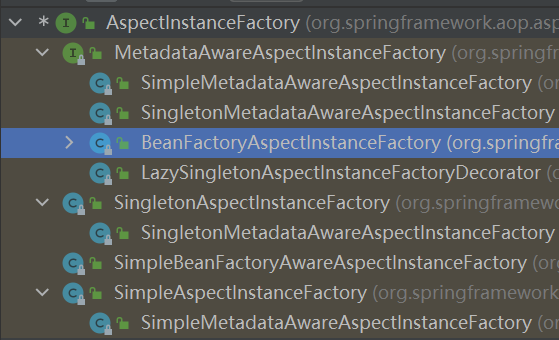 AspectInstanceFactory (org.springframework.aop.asp
MetadataAwareAspectInstanceFactory (org.springfra
SimpleMetadataAwareAspectInstanceFactory (
SingletonMetadataAwareAspectInstanceFactory
BeanFactoryAspectInstanceFactory (org.springfra
LazySingletonAspectInstanceFactoryDecorator (
SingletonAspectInstanceFactory (org.springframewo
SingletonMetadataAwareAspectInstanceFactory
SimpleBeanFactoryAwareAspectInstanceFactory (
SimpleAspectInstanceFactory (org.springframework
SimpleMetadataAwareAspectInstanceFactory (